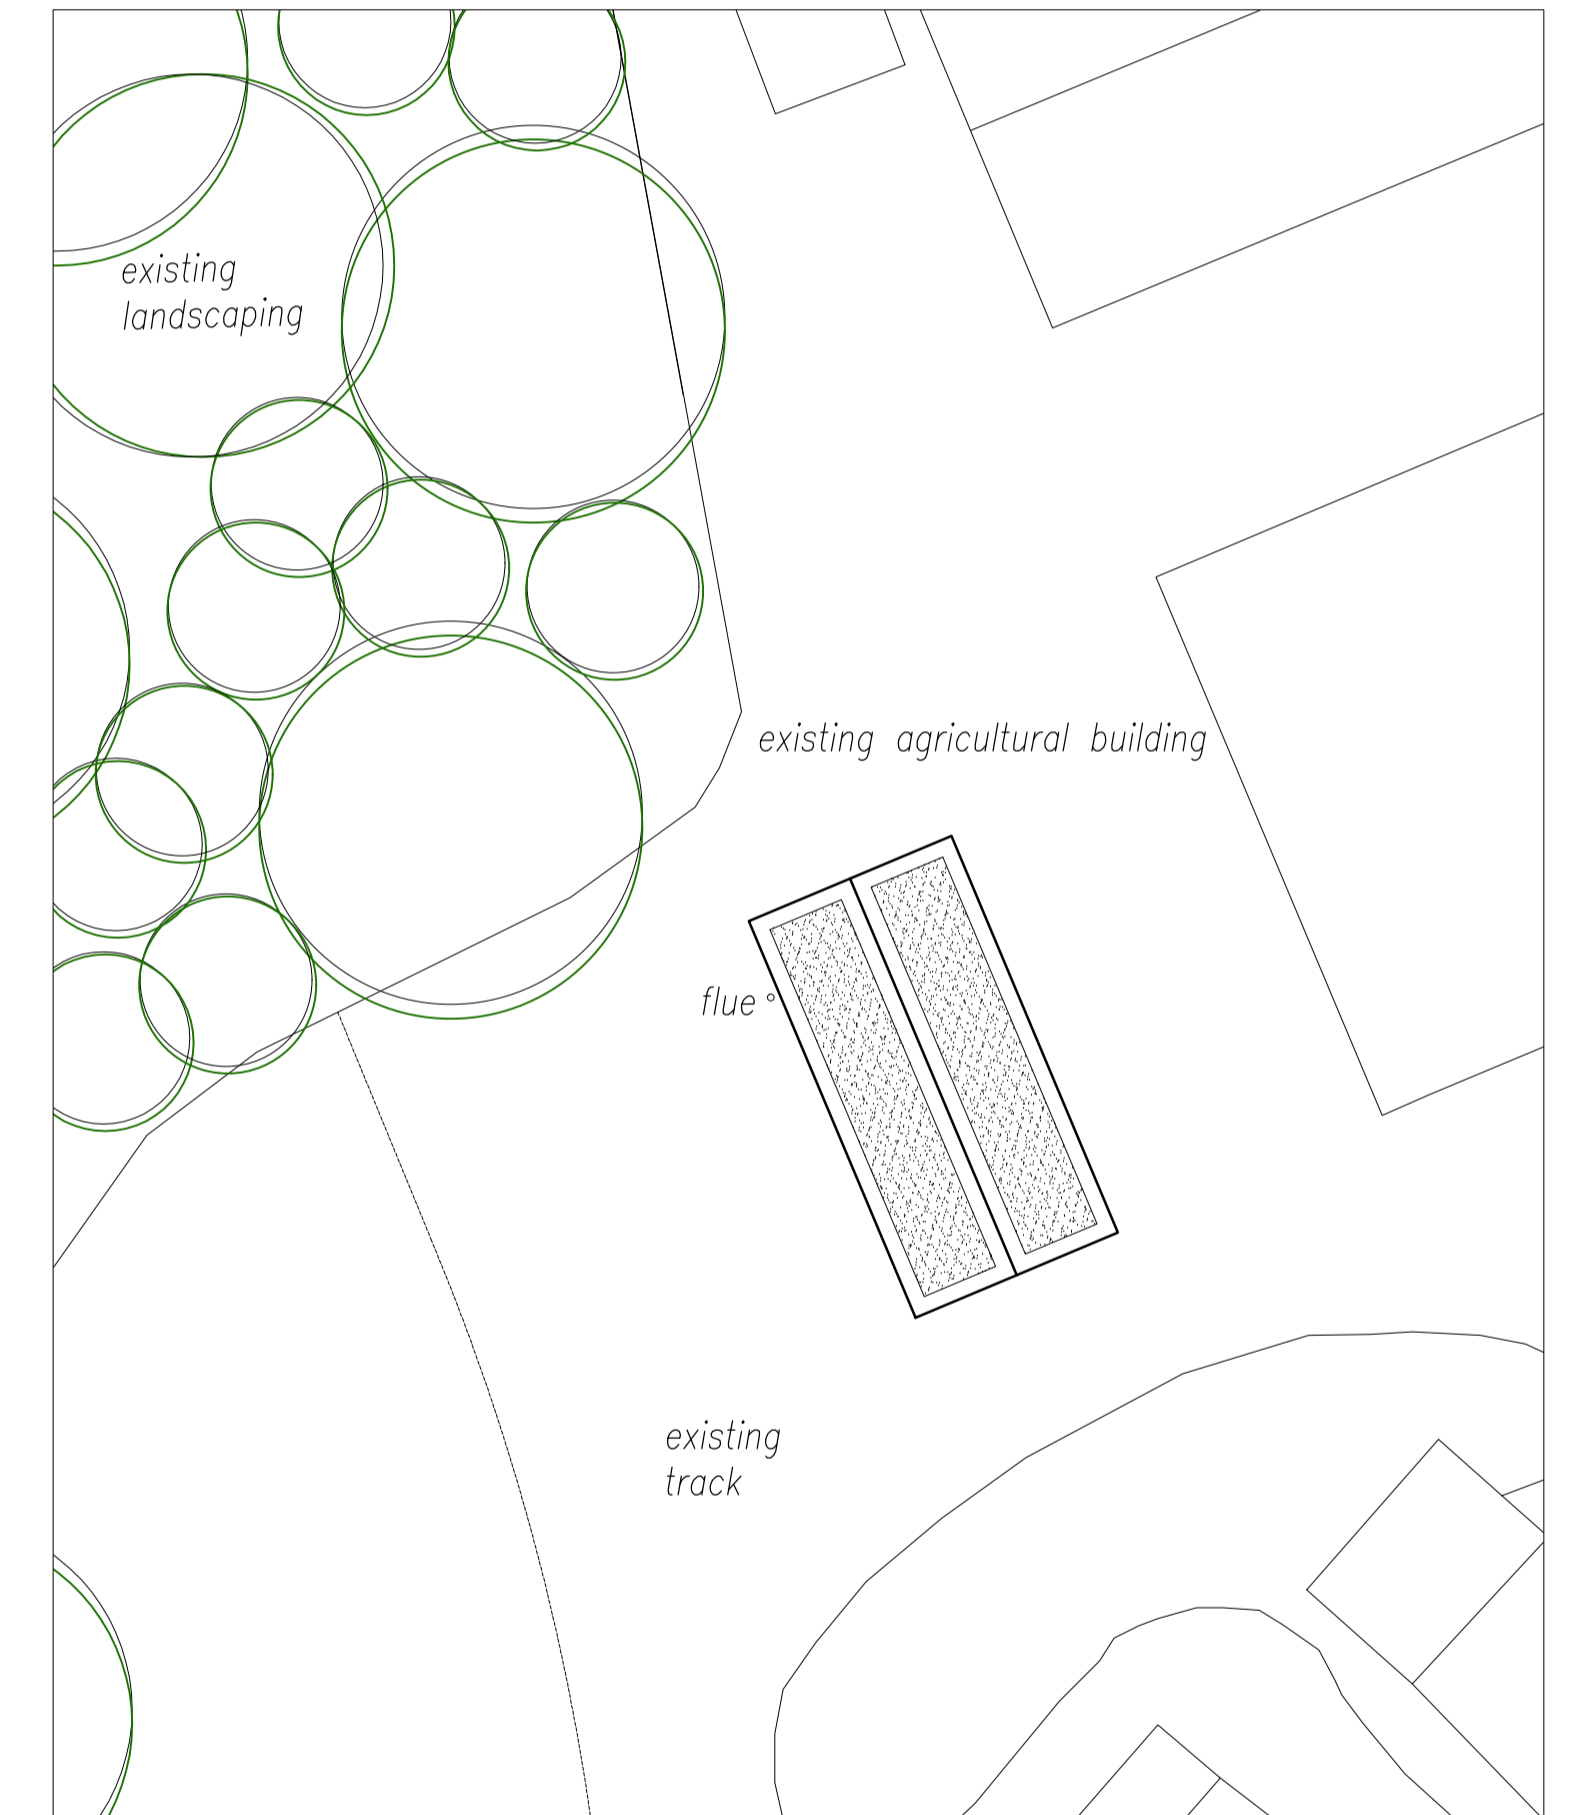 existing
landscaping
existing agricultural building
flue
existing
track